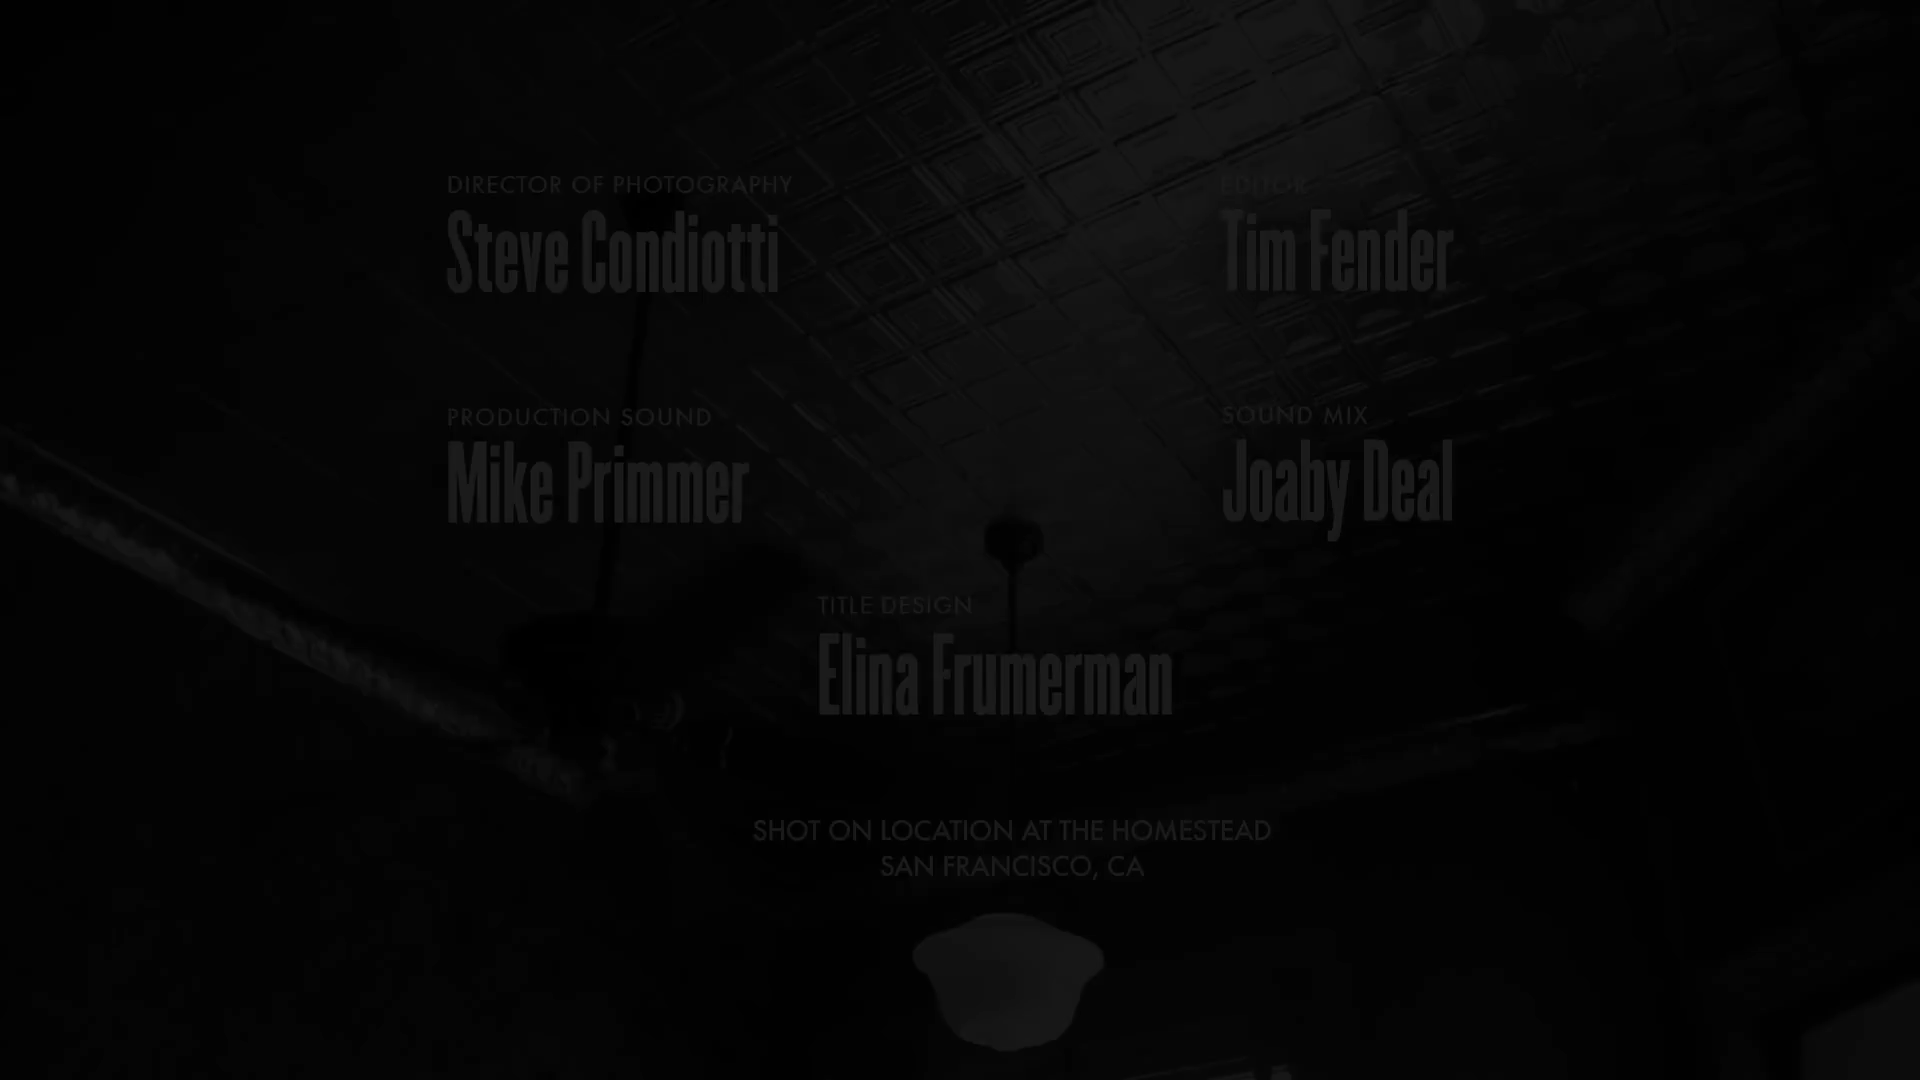 DIRECTOR OF PHOTOGRAPHY
Steve Condiotti
EDITOR
Tim Fender
PRODUCTION SOUND
Mike Primmer
SOUND MIX
Joaby Deal
TITLE DESIGN
Elina Frumerman
SHOT ON LOCATION AT THE HOMESTEAD
SAN FRANCISCO, CA